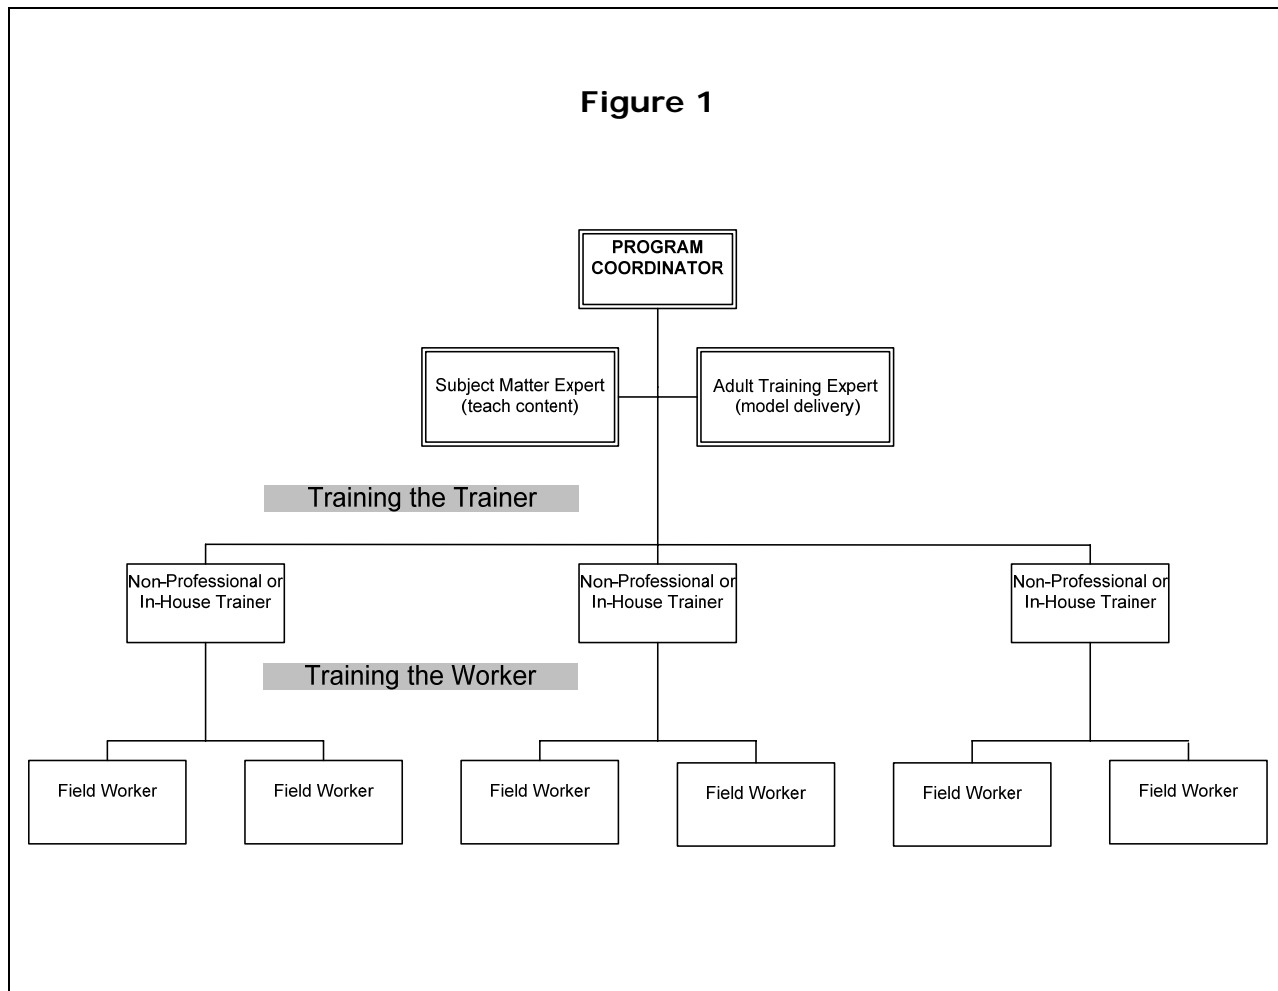 Figure 1
PROGRAM
COORDINATOR
Subject Matter Expert
(teach content)
Adult Training Expert
(model delivery)
Training the Trainer
Non-Professional or
In-House Trainer
Non-Professional or
In-House Trainer
Non-Professional or
In-House Trainer
Training the Worker
Field Worker
Field Worker
Field Worker
Field Worker
Field Worker
Field Worker